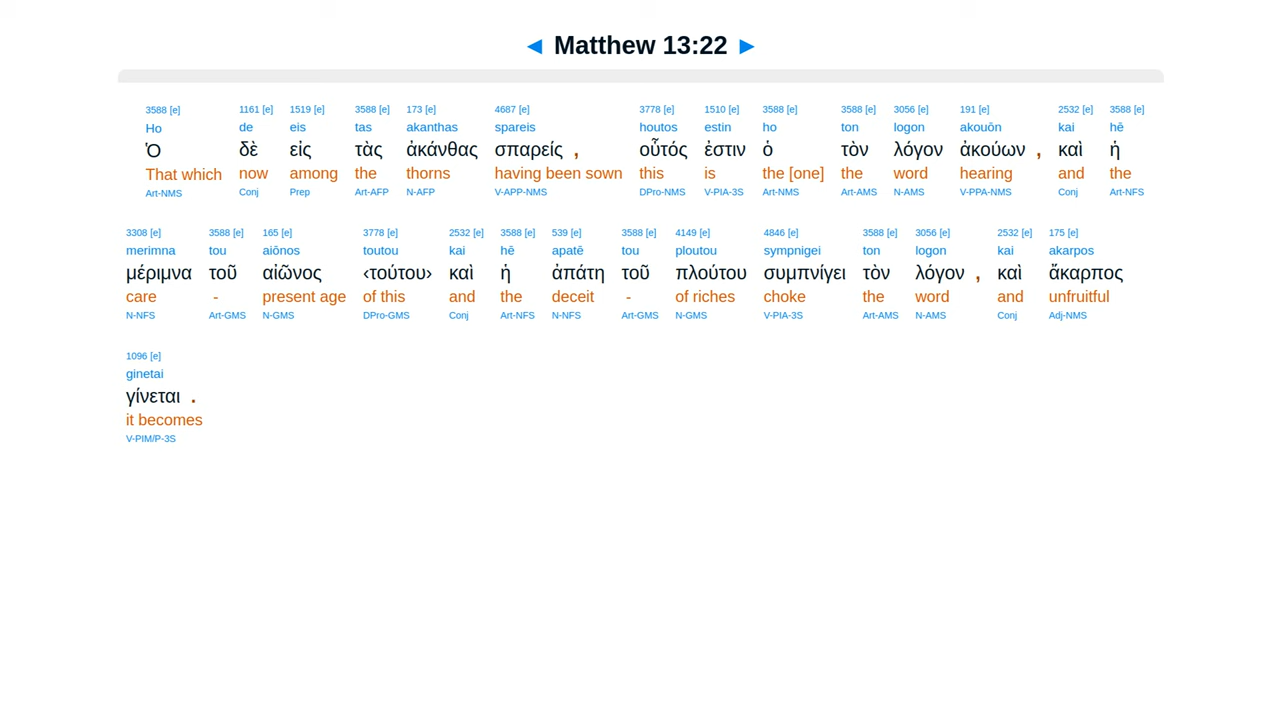 ◄ Matthew 13:22 ►
3588 [e] 1161 [e] 1519 [e] 3588 [e] 173 [e] 4687 [e] 3778 [e] 1510 [e] 3588 [e] 3588 [e] 3056 [e] 191 [e] 2532 [e] 3588 [e]
Ho de eis tas akanthas spareis houtos estin ho ton logon akouōn kai hē
Ὁ δὲ εἰς τὰς ἀκάνθας σπαρείς , οὗτός ἐστιν ὁ τὸν λόγον ἀκούων , καὶ ἡ
That which now among the thorns having been sown this is the [one] the word hearing and the
Art-NMS Conj Prep Art-AFP N-AFP V-APP-NMS DPro-NMS V-PIA-3S Art-NMS Art-AMS N-AMS V-PPA-NMS Conj Art-NFS
3308 [e] 3588 [e] 165 [e] 3778 [e] 2532 [e] 3588 [e] 539 [e] 3588 [e] 4149 [e] 4846 [e] 3588 [e] 3056 [e] 2532 [e] 175 [e]
merimna tou aiōnos toutou kai hē apatē tou ploutou sympnigei ton logon kai akarpos
μέριμνα τοῦ αἰῶνος ‹τούτου› καὶ ἡ ἀπάτη τοῦ πλούτου συμπνίγει τὸν λόγον , καὶ ἄκαρπος
care - present age of this and the deceit - of riches choke the word and unfruitful
N-NFS Art-GMS N-GMS DPro-GMS Conj Art-NFS N-NFS Art-GMS N-GMS V-PIA-3S Art-AMS N-AMS Conj Adj-NMS
1096 [e]
ginetai
γίνεται .
it becomes
V-PIM/P-3S